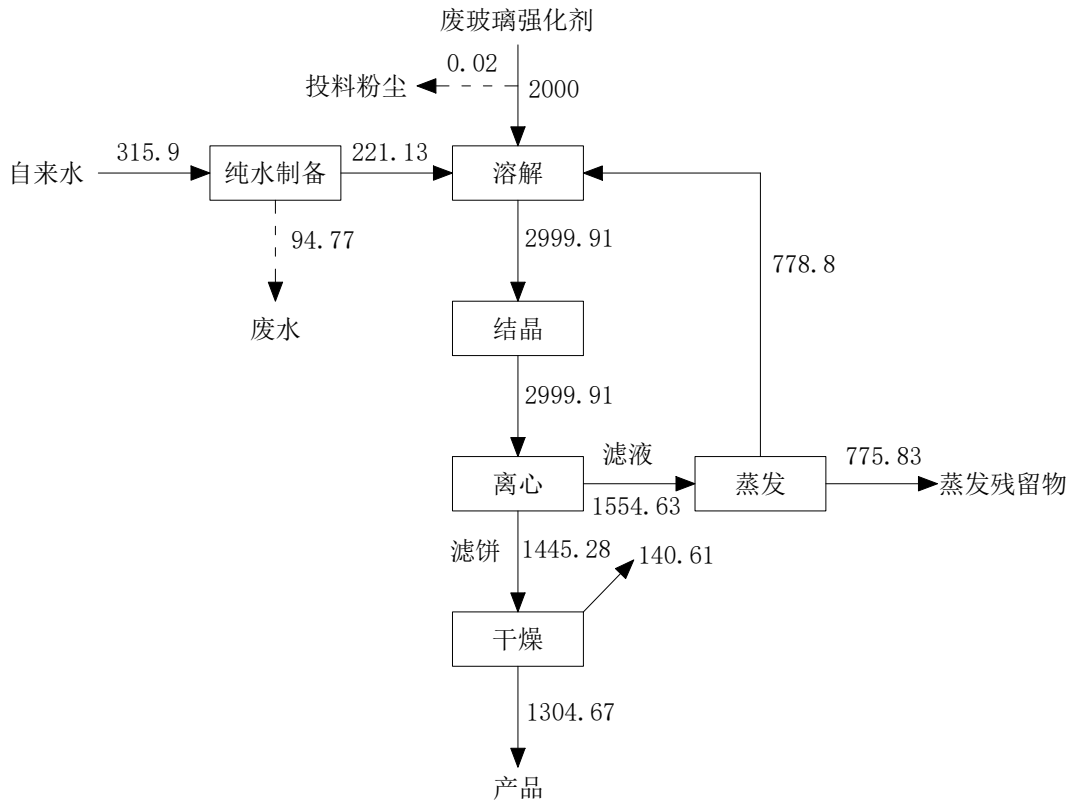 废玻璃强化剂
0.02
投料粉尘
2000
315.9
221.13
自来水
纯水制备
溶解
94.77
2999.91
778.8
废水
结晶
2999.91
滤液
775.83
离心
蒸发
蒸发残留物
1554.63
滤饼
1445.28
140.61
干燥
1304.67
产品